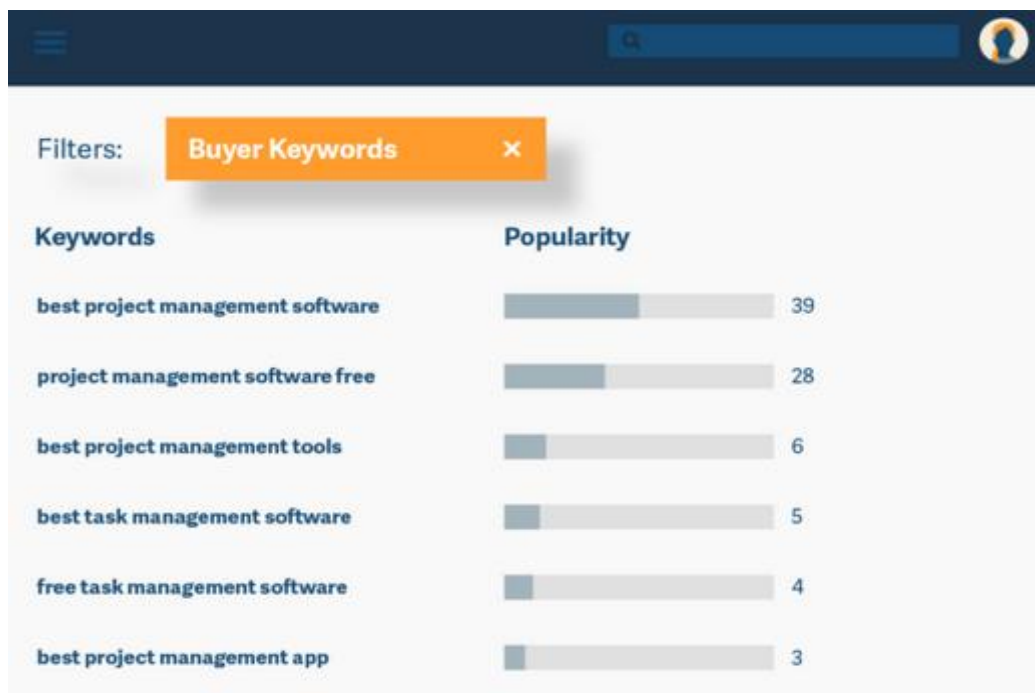 Filters: Buyer Keywords ×
Keywords Popularity
best project management software 39
project management software free 28
best project management tools 6
best task management software 5
free task management software 4
best project management app 3